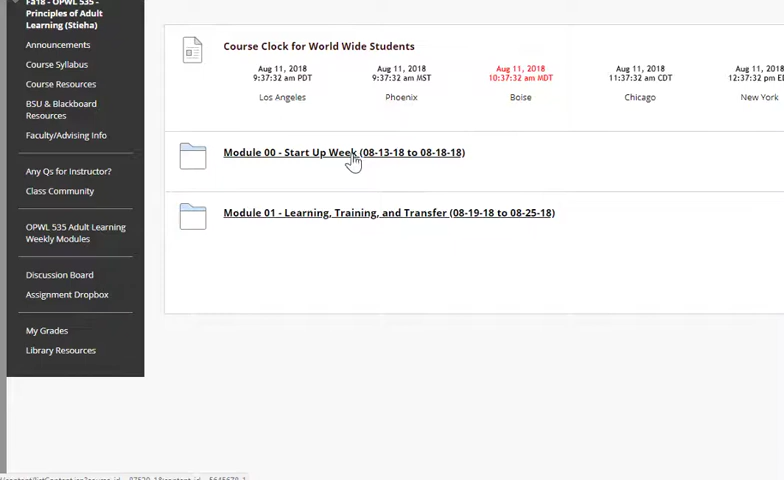 Fa18 - OPWL 535 -
Principles of Adult
Learning (Stieha)
Announcements
Course Syllabus
Course Resources
BSU & Blackboard
Resources
Faculty/Advising Info
Any Qs for Instructor?
Class Community
OPWL 535 Adult Learning
Weekly Modules
Discussion Board
Assignment Dropbox
My Grades
Library Resources
Course Clock for World Wide Students
Aug 11, 2018
9:37:32 am PDT
Los Angeles
Aug 11, 2018
9:37:32 am MST
Phoenix
Aug 11, 2018
10:37:32 am MDT
Boise
Aug 11, 2018
11:37:32 am CDT
Chicago
Aug 11, 2018
12:37:32 pm E
New York
Module 00 - Start Up Week (08-13-18 to 08-18-18)
Module 01 - Learning, Training, and Transfer (08-19-18 to 08-25-18)